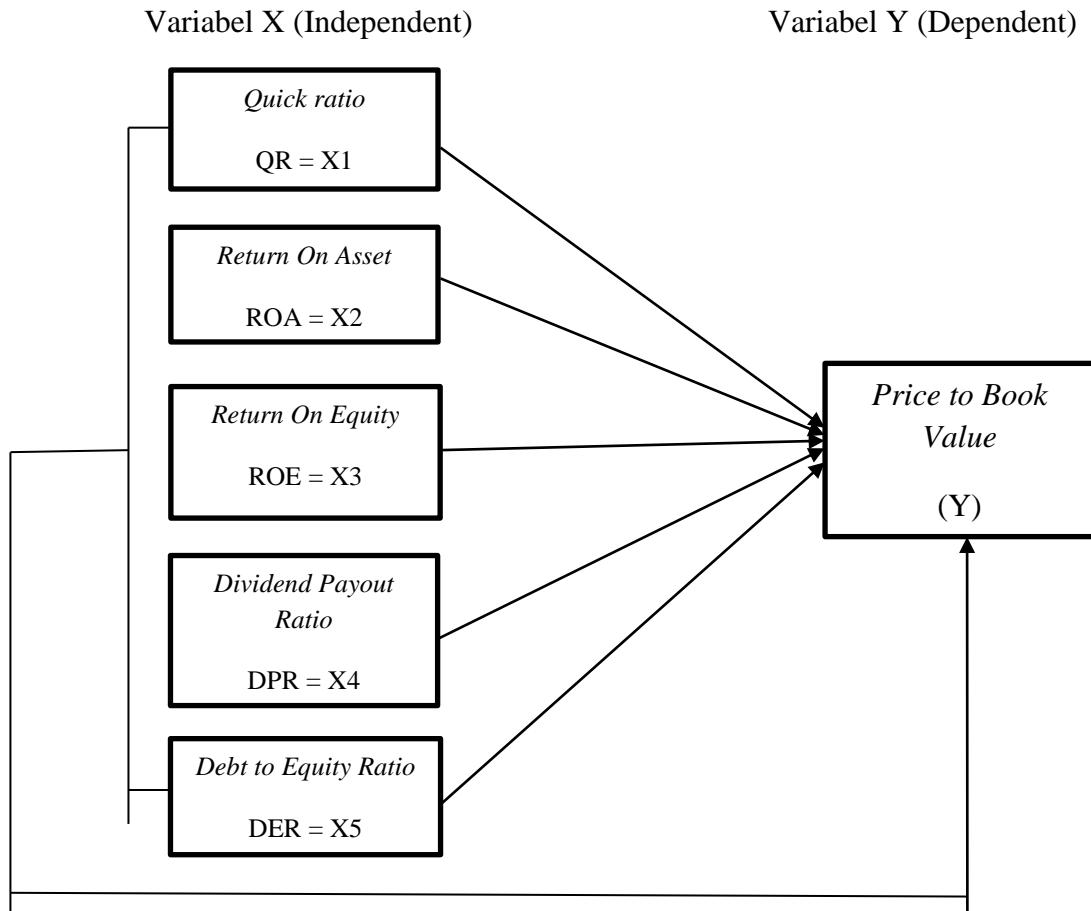 Variabel X (Independent)
Variabel Y (Dependent)
Quick ratio
QR = X1
Return On Asset
ROA = X2
Return On Equity
ROE = X3
Dividend Payout
Ratio
DPR = X4
Debt to Equity Ratio
DER = X5
Price to Book
Value
(Y)